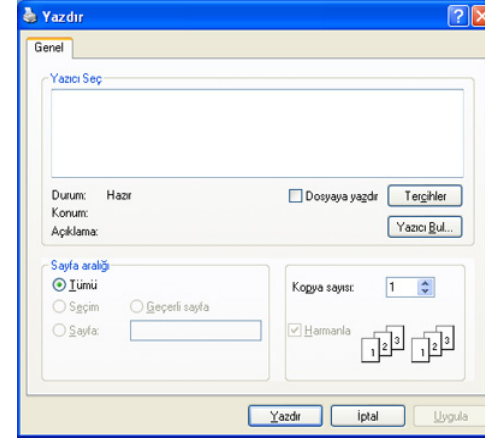 Yazdır
Genel
Yazıcı Seç
Durum: Hazır
Dosyaya yazdır Tercihler
Konum:
Açıklama:
Yazıcı Bul...
Sayfa aralığı
Tümü
Seçim Geçerli sayfa
Sayfa:
Kopya sayısı: 1
Harmanla
1 2 3 1 2 3
Yazdır İptal Uygula